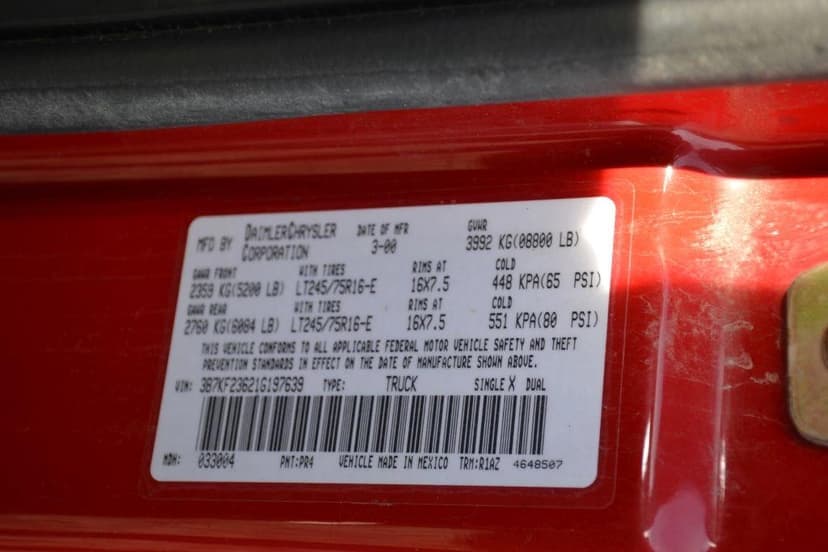 MFD BY DAIMLERCHRYSLER CORPORATION DATE OF MFR 3-00 GVWR 3992 KG(08800 LB)
GAWR FRONT WITH TIRES RIMS AT COLD
2359 KG(5200 LB) LT245/75R16-E 16X7.5 448 KPA(65 PSI)
GAWR REAR WITH TIRES RIMS AT COLD
2760 KG(6084 LB) LT245/75R16-E 16X7.5 551 KPA(80 PSI)
THIS VEHICLE CONFORMS TO ALL APPLICABLE FEDERAL MOTOR VEHICLE SAFETY AND THEFT
PREVENTION STANDARDS IN EFFECT ON THE DATE OF MANUFACTURE SHOWN ABOVE.
VIN: 3B7KF23621G197639 TYPE: TRUCK SINGLE X DUAL
MDH: 033004 PNT:PR4 VEHICLE MADE IN MEXICO TRM:R1AZ 4648507